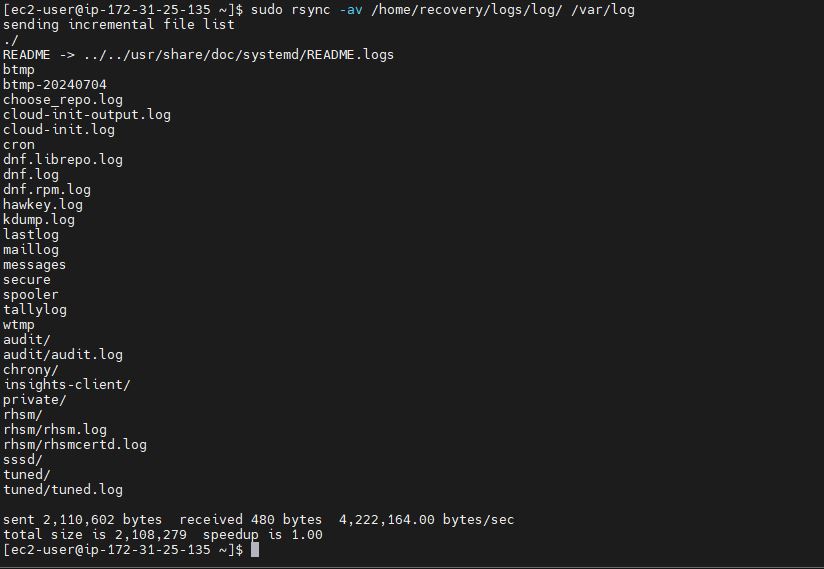 [ec2-user@ip-172-31-25-135 ~]$ sudo rsync -av /home/recovery/logs/log/ /var/log
sending incremental file list
./
README -> ../../usr/share/doc/systemd/README.logs
btmp
btmp-20240704
choose_repo.log
cloud-init-output.log
cloud-init.log
cron
dnf.librepo.log
dnf.log
dnf.rpm.log
hawkey.log
kdump.log
lastlog
maillog
messages
secure
spooler
tallylog
wtmp
audit/
audit/audit.log
chrony/
insights-client/
private/
rhsm/
rhsm/rhsm.log
rhsm/rhsmcertd.log
sssd/
tuned/
tuned/tuned.log

sent 2,110,602 bytes  received 480 bytes  4,222,164.00 bytes/sec
total size is 2,108,279  speedup is 1.00
[ec2-user@ip-172-31-25-135 ~]$